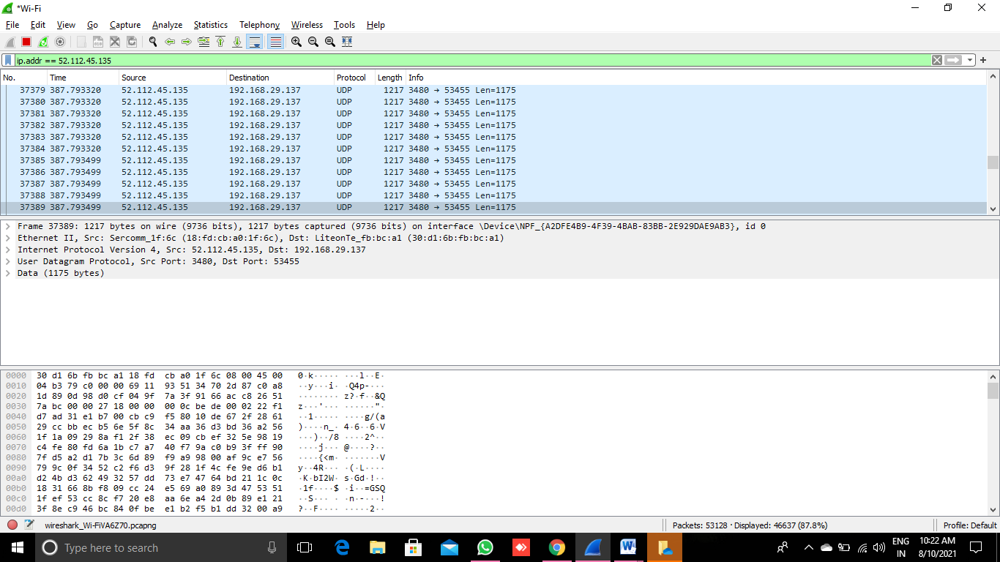 *Wi-Fi
File Edit View Go Capture Analyze Statistics Telephony Wireless Tools Help
ip.addr == 52.112.45.135
No. Time Source Destination Protocol Length Info
37379 387.793320 52.112.45.135 192.168.29.137 UDP 1217 3480 → 53455 Len=1175
37380 387.793320 52.112.45.135 192.168.29.137 UDP 1217 3480 → 53455 Len=1175
37381 387.793320 52.112.45.135 192.168.29.137 UDP 1217 3480 → 53455 Len=1175
37382 387.793320 52.112.45.135 192.168.29.137 UDP 1217 3480 → 53455 Len=1175
37383 387.793320 52.112.45.135 192.168.29.137 UDP 1217 3480 → 53455 Len=1175
37384 387.793320 52.112.45.135 192.168.29.137 UDP 1217 3480 → 53455 Len=1175
37385 387.793499 52.112.45.135 192.168.29.137 UDP 1217 3480 → 53455 Len=1175
37386 387.793499 52.112.45.135 192.168.29.137 UDP 1217 3480 → 53455 Len=1175
37387 387.793499 52.112.45.135 192.168.29.137 UDP 1217 3480 → 53455 Len=1175
37388 387.793499 52.112.45.135 192.168.29.137 UDP 1217 3480 → 53455 Len=1175
37389 387.793499 52.112.45.135 192.168.29.137 UDP 1217 3480 → 53455 Len=1175
Frame 37389: 1217 bytes on wire (9736 bits), 1217 bytes captured (9736 bits) on interface \Device\NPF_{A2DFE4B9-4F39-4BAB-83BB-2E929DAE9AB3}, id 0
Ethernet II, Src: Sercomm_1f:6c (18:fd:cb:a0:1f:6c), Dst: LiteonTe_fb:bc:a1 (30:d1:6b:fb:bc:a1)
Internet Protocol Version 4, Src: 52.112.45.135, Dst: 192.168.29.137
User Datagram Protocol, Src Port: 3480, Dst Port: 53455
Data (1175 bytes)
0000 30 d1 6b fb bc a1 18 fd cb a0 1f 6c 08 00 45 00 0·k····· ···l··E·
0010 04 b3 79 c0 00 00 69 11 93 51 34 70 2d 87 c0 a8 ··y···i· ·Q4p-···
0020 1d 89 0d 98 d0 cf 04 9f 7a 3f 91 66 ac c8 26 51 ········ z?·f··&Q
0030 7a bc 00 00 27 18 00 00 00 0c be de 00 02 22 f1 z···'··· ······"·
0040 d7 ad 31 e1 b7 00 cb c9 f5 80 10 de 67 2f 28 61 ··1····· ····g/(a
0050 29 cc bb ec b5 6e 5f 8c 34 aa 36 d3 bd 36 a2 56 )····n_· 4·6··6·V
0060 1f 1a 09 29 8a f1 2f 38 ec 09 cb ef 32 5e 98 19 ···)··/8 ····2^··
0070 c4 fe 80 fd 6a 1b c7 a7 40 f7 9a c0 b9 3f ff 90 ····j··· @····?··
0080 7f d5 a2 d1 7b 3c 6d 89 f9 a9 98 00 af 9c e7 56 ····{<m· ·······V
0090 79 9c 0f 34 52 c2 f6 d3 9f 28 1f 4c fe 9e d6 b1 y··4R··· ·(·L····
00a0 d2 4b d3 62 49 32 57 dd 73 e7 47 64 bd 21 1c 0c ·K·bI2W· s·Gd·!··
00b0 18 31 66 8b f8 09 cc 24 e5 69 a0 89 3d 47 53 51 ·1f····$ ·i··=GSQ
00c0 1f ef 53 cc 8c f7 20 e8 aa 6e a4 2d 0b 89 e1 21 ··S··· · ·n·-···!
00d0 3f 8e c9 46 bc 84 0f be e1 b2 f5 b1 dd 32 00 a9 ?··F···· ·····2··
wireshark_Wi-FiVA6Z70.pcapng Packets: 53128 · Displayed: 46637 (87.8%) Profile: Default
Type here to search ENG 10:22 AM
IN 8/10/2021